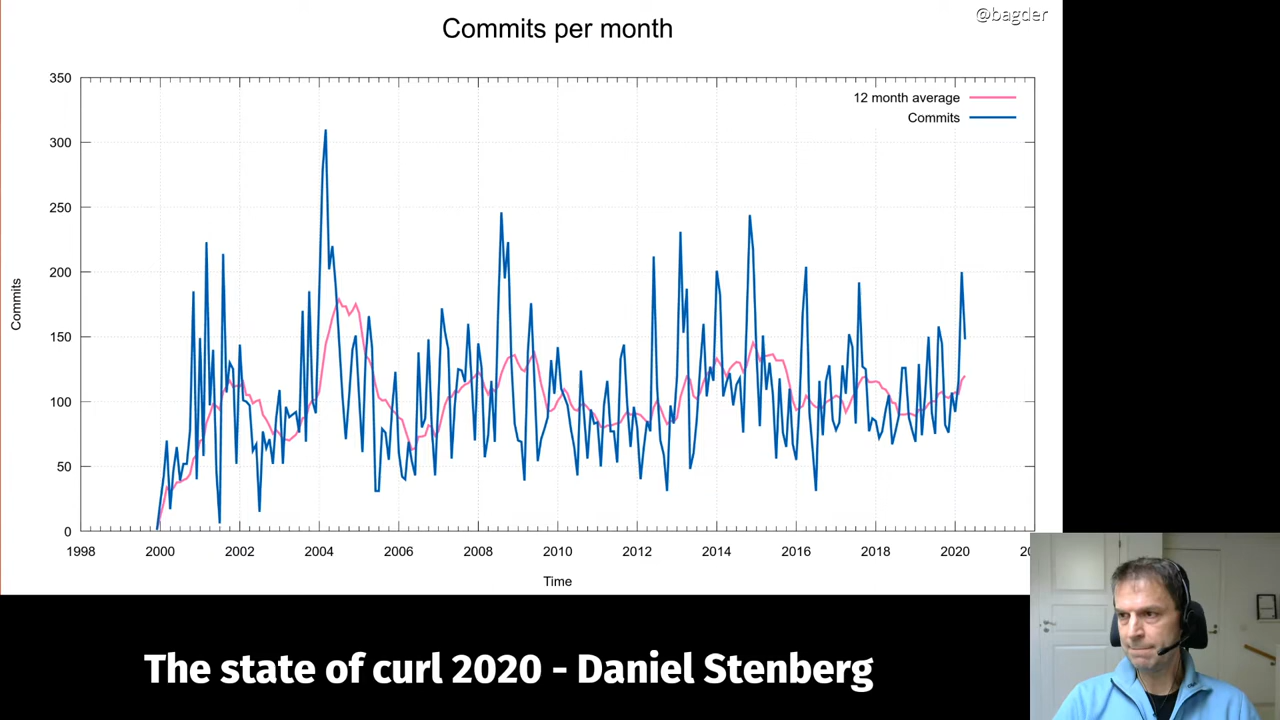 @bagder
Commits per month
350
300
250
200
150
100
50
0
Commits
12 month average
Commits
1998 2000 2002 2004 2006 2008 2010 2012 2014 2016 2018 2020
Time
The state of curl 2020 - Daniel Stenberg